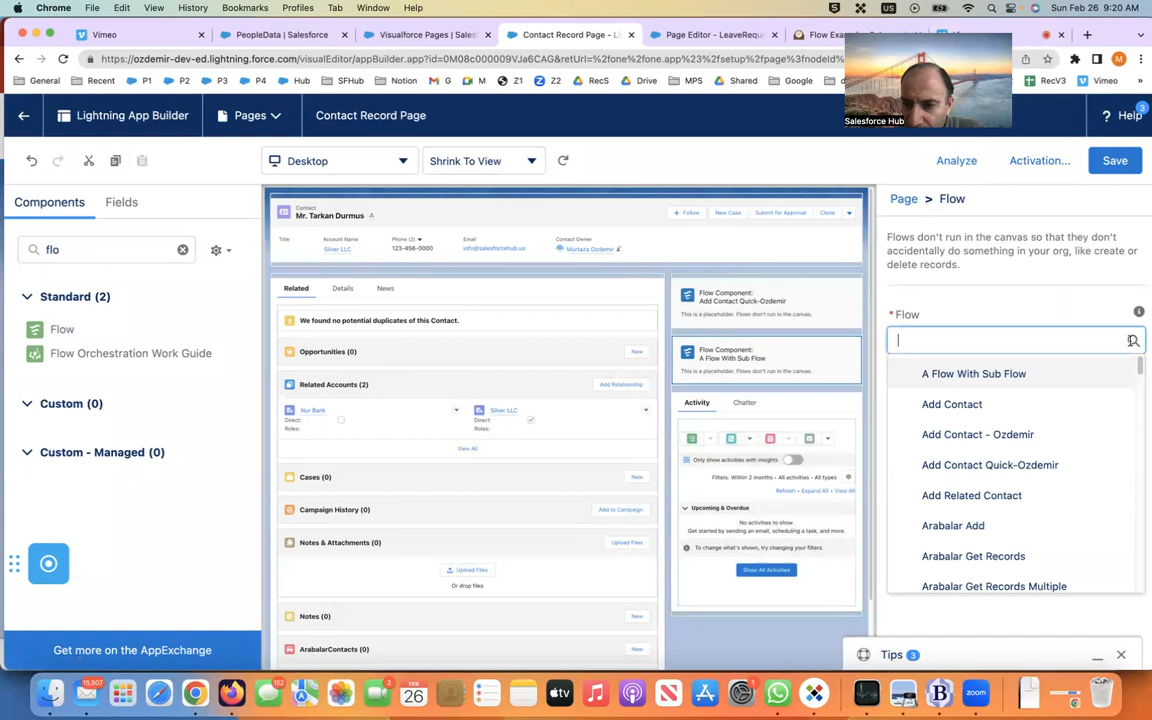 Chrome File Edit View History Bookmarks Profiles Tab Window Help
US
Sun Feb 26 9:20 AM
Vimeo
PeopleData | Salesforce
Visualforce Pages | Salesforce
Contact Record Page - L
Page Editor - LeaveReque
https://ozdemir-dev-ed.lightning.force.com/visualEditor/appBuilder.app?id=0M08c000009VJa6CAG&retUrl=%2Fone%2Fone.app%23%2Fsetup%2Fpage%3FnodeId
General Recent P1 P2 P3 P4 Hub SFHub Notion G M Z1 Z2 RecS Drive MPS Shared Google RecV3 Vimeo
Salesforce Hub
Lightning App Builder
Pages
Contact Record Page
Help
3
Desktop
Shrink To View
Analyze
Activation...
Save
Components
Fields
flo
Standard (2)
Flow
Flow Orchestration Work Guide
Custom (0)
Custom - Managed (0)
Get more on the AppExchange
Contact
Mr. Tarkan Durmus
+ Follow
New Case
Submit for Approval
Clone
Title
Account Name
Silver LLC
Phone (2)
123-456-0000
Email
info@salesforcehub.us
Contact Owner
Murtaza Ozdemir
Related
Details
News
We found no potential duplicates of this Contact.
Opportunities (0)
New
Related Accounts (2)
Add Relationship
Nur Bank
Direct:
Roles:
Silver LLC
Direct:
Roles:
View All
Cases (0)
New
Campaign History (0)
Add to Campaign
Notes & Attachments (0)
Upload Files
Upload Files
Or drop files
Notes (0)
New
ArabalarContacts (0)
New
Flow Component:
Add Contact Quick-Ozdemir
This is a placeholder. Flows don't run in the canvas.
Flow Component:
A Flow With Sub Flow
This is a placeholder. Flows don't run in the canvas.
Activity
Chatter
Only show activities with insights
Filters: Within 2 months • All activities • All types
Refresh • Expand All • View All
Upcoming & Overdue
No activities to show.
Get started by sending an email, scheduling a task, and more.
To change what's shown, try changing your filters.
Show All Activities
Page > Flow
Flows don't run in the canvas so that they don't
accidentally do something in your org, like create or
delete records.
* Flow
A Flow With Sub Flow
Add Contact
Add Contact - Ozdemir
Add Contact Quick-Ozdemir
Add Related Contact
Arabalar Add
Arabalar Get Records
Arabalar Get Records Multiple
Tips 3
15,607
152
FEB
26
2
tv
1
zoom